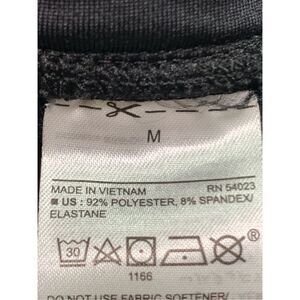 M
MADE IN VIETNAM RN 54023
US : 92% POLYESTER, 8% SPANDEX/
ELASTANE
30 ®
1166
DO NOT USE FABRIC SOFTENER/